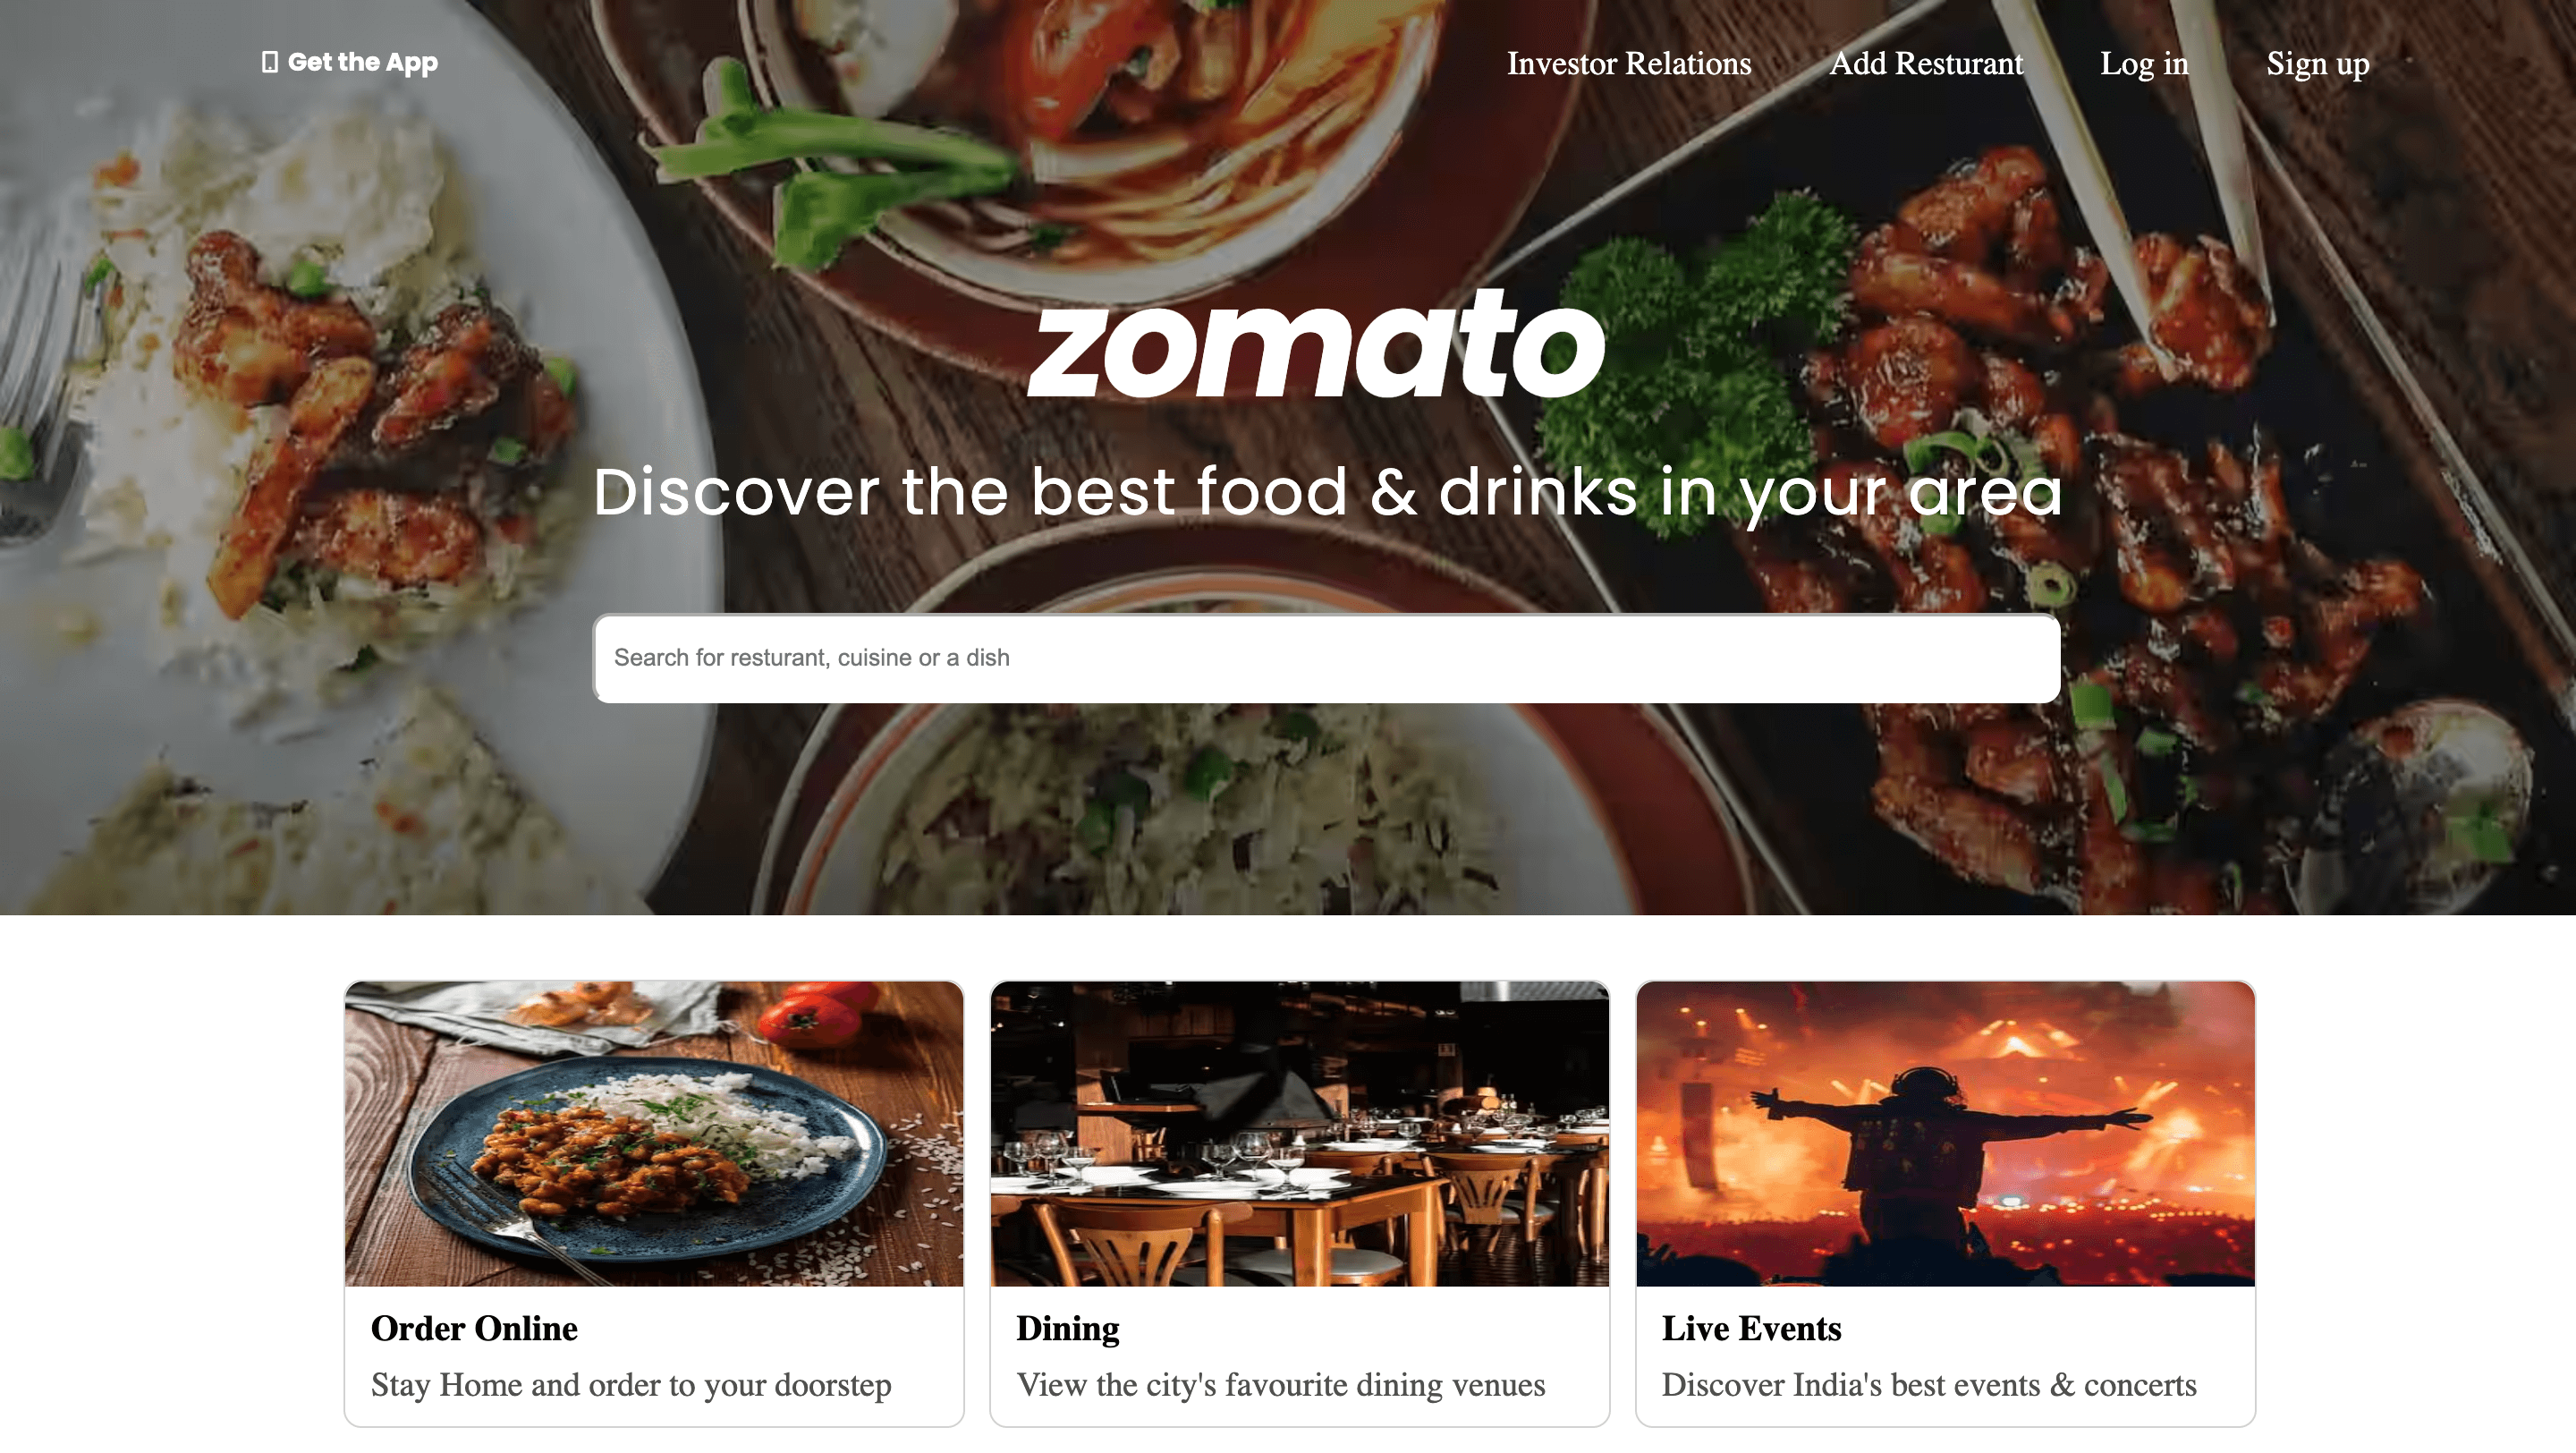 Get the App
Investor Relations
Add Resturant
Log in
Sign up
zomato
Discover the best food & drinks in your area
Search for resturant, cuisine or a dish
Order Online
Stay Home and order to your doorstep
Dining
View the city's favourite dining venues
Live Events
Discover India's best events & concerts